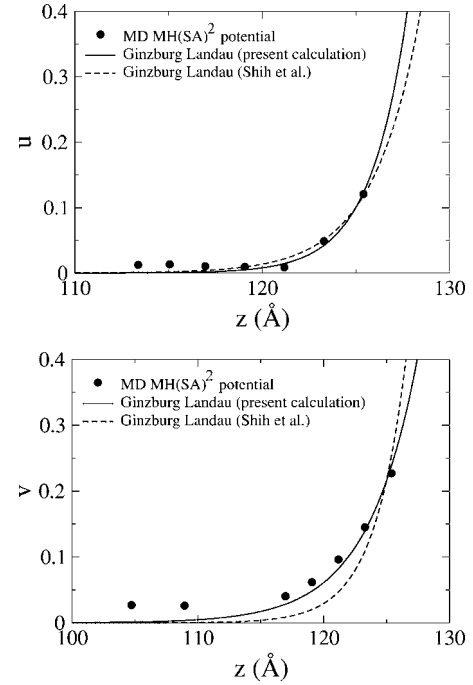 0.4
MD MH(SA)2 potential
Ginzburg Landau (present calculation)
Ginzburg Landau (Shih et al.)
0.3
u
0.2
0.1
0
110
120
130
z (Å)
0.4
MD MH(SA)2 potential
Ginzburg Landau (present calculation)
Ginzburg Landau (Shih et al.)
0.3
v
0.2
0.1
0
100
110
120
130
z (Å)